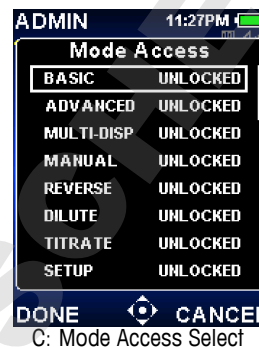 ADMIN 11:27PM
Mode Access
BASIC UNLOCKED
ADVANCED UNLOCKED
MULTI-DISP UNLOCKED
MANUAL UNLOCKED
REVERSE UNLOCKED
DILUTE UNLOCKED
TITRATE UNLOCKED
SETUP UNLOCKED
DONE CANCEL
C: Mode Access Select